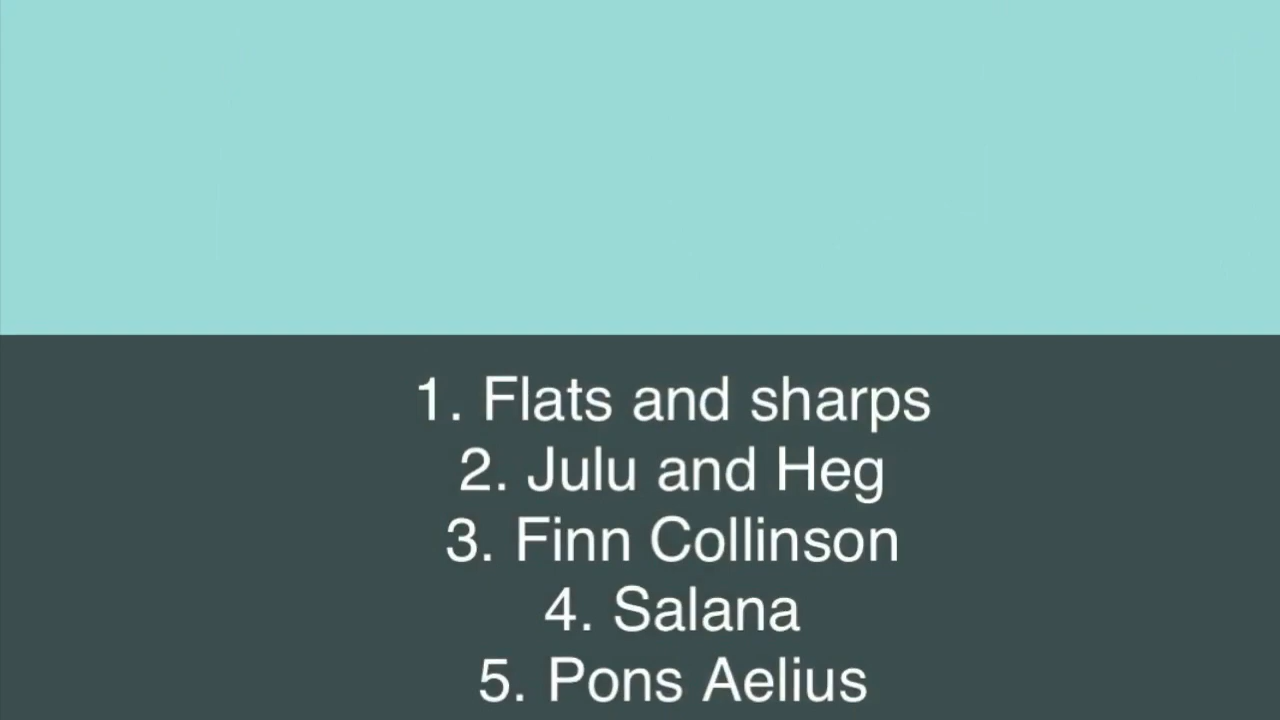 1. Flats and sharps
2. Julu and Heg
3. Finn Collinson
4. Salana
5. Pons Aelius